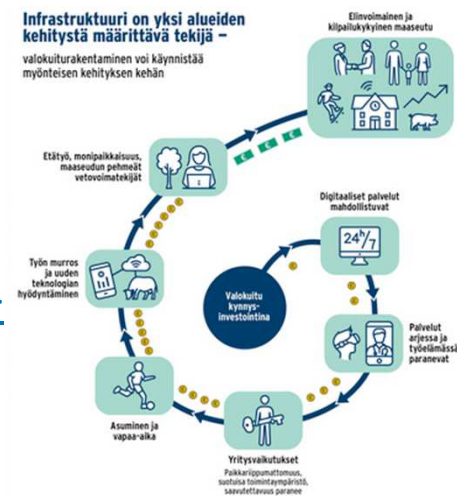 Infrastruktuuri on yksi alueiden
kehitystä määrittävä tekijä –
valokuiturakentaminen voi käynnistää
myönteisen kehityksen kehän
Elinvoimainen ja
kilpailukykyinen maaseutu
€ € €
Etätyö, monipaikkaisuus,
maaseudun pehmeät
vetovoimatekijät
Digitaaliset palvelut
mahdollistuvat
24h/7
Työn murros
ja uuden
teknologian
hyödyntäminen
Valokuitu
kynnys-
investointina
Palvelut
arjessa ja
työelämässä
paranevat
Asuminen ja
vapaa-aika
Yritysvaikutukset
Paikkariippumattomuus,
suotuisa toimintaympäristö,
saavutettavuus paranee